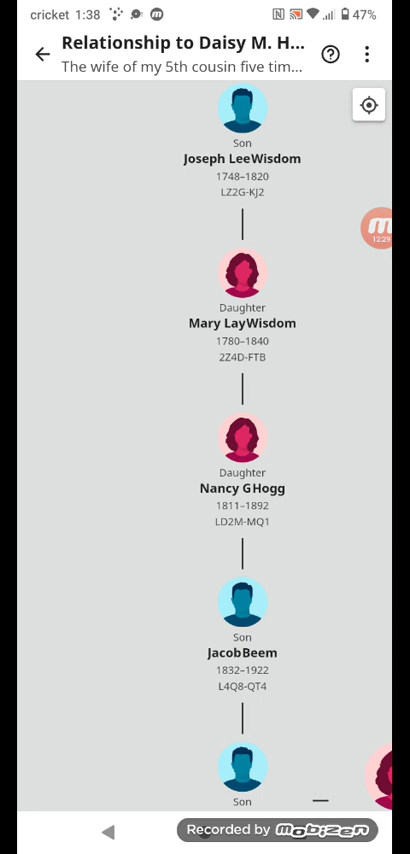 cricket 1:38
47%
Relationship to Daisy M. H...
The wife of my 5th cousin five tim...
Son
Joseph LeeWisdom
1748–1820
LZ2G-KJ2
12:29
Daughter
Mary LayWisdom
1780–1840
2Z4D-FTB
Daughter
Nancy GHogg
1811–1892
LD2M-MQ1
Son
JacobBeem
1832–1922
L4Q8-QT4
Son
Recorded by mobizen